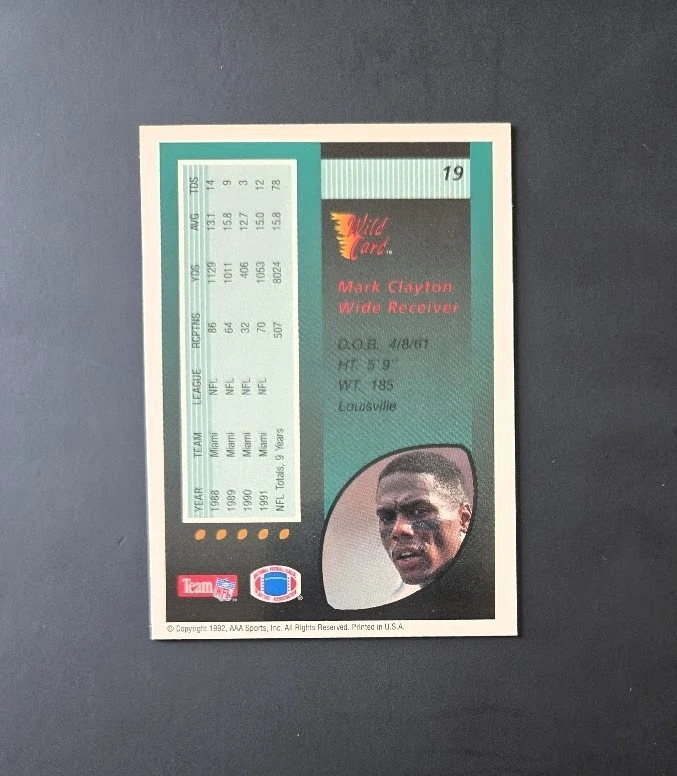 19
Wild
Card™
Mark Clayton
Wide Receiver
D.O.B. 4/8/61
HT. 5' 9"
WT. 185
Louisville
YEAR TEAM LEAGUE RCPTNS YDS AVG TDS
1988 Miami NFL 86 1129 13.1 14
1989 Miami NFL 64 1011 15.8 9
1990 Miami NFL 32 406 12.7 3
1991 Miami NFL 70 1053 15.0 12
NFL Totals, 9 Years 507 8024 15.8 78
Team NFL™
®
© Copyright 1992, AAA Sports, Inc. All Rights Reserved. Printed in U.S.A.